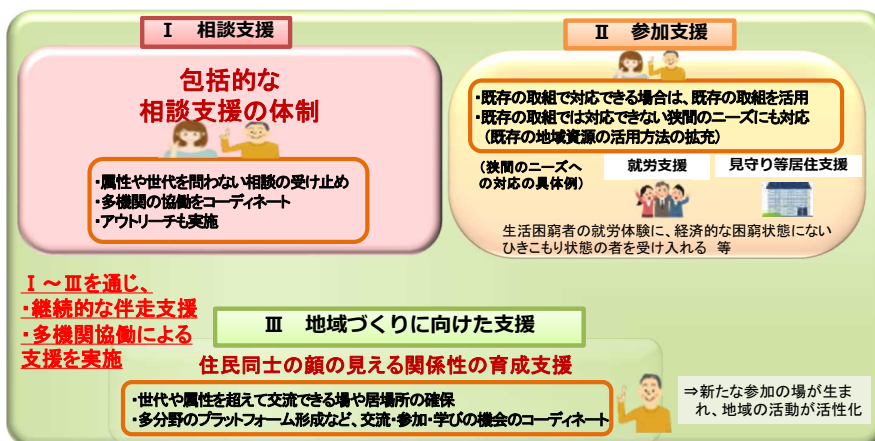 Ⅰ 相談支援
包括的な
相談支援の体制
・属性や世代を問わない相談の受け止め
・多機関の協働をコーディネート
・アウトリーチも実施
Ⅱ 参加支援
・既存の取組で対応できる場合は、既存の取組を活用
・既存の取組では対応できない狭間のニーズにも対応
（既存の地域資源の活用方法の拡充）
（狭間のニーズへ
の対応の具体例）
就労支援
見守り等居住支援
生活困窮者の就労体験に、経済的な困窮状態にない
ひきこもり状態の者を受け入れる 等
Ⅰ～Ⅲを通じ、
・継続的な伴走支援
・多機関協働による
支援を実施
Ⅲ 地域づくりに向けた支援
住民同士の顔の見える関係性の育成支援
・世代や属性を超えて交流できる場や居場所の確保
・多分野のプラットフォーム形成など、交流・参加・学びの機会のコーディネート
⇒新たな参加の場が生ま
れ、地域の活動が活性化